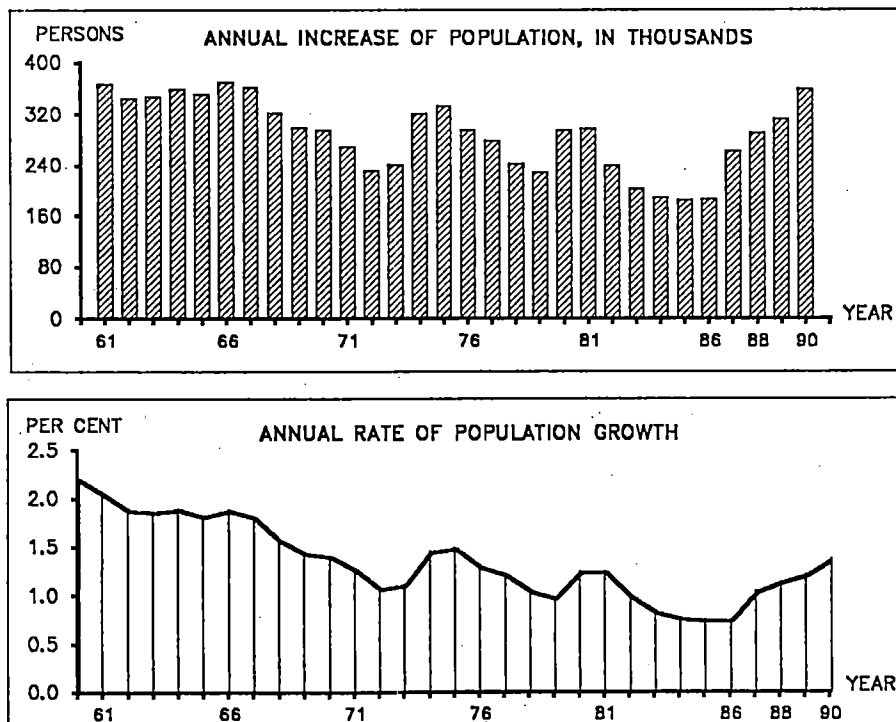 PERSONS ANNUAL INCREASE OF POPULATION, IN THOUSANDS
400
320
240
160
80
0
YEAR
61 66 71 76 81 86 88 90
PER CENT ANNUAL RATE OF POPULATION GROWTH
2.5
2.0
1.5
1.0
0.5
0.0
YEAR
61 66 71 76 81 86 88 90